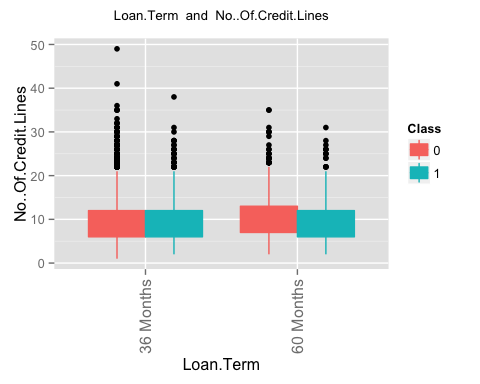 Loan.Term and No..Of.Credit.Lines
No..Of.Credit.Lines
50
40
30
20
10
0
36 Months
60 Months
Loan.Term
Class
0
1